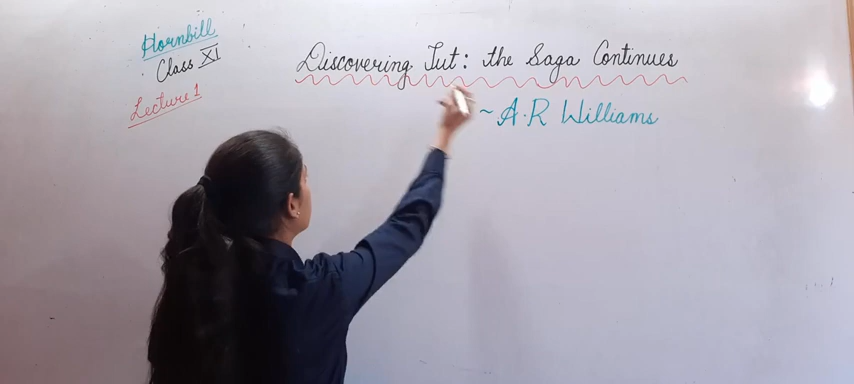 Hornbill
Class XI
Lecture 1
Discovering Tut: the Saga Continues
~ A.R Williams